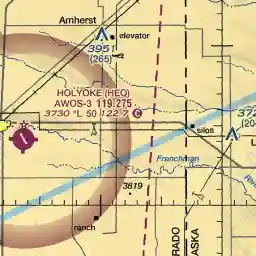 Amherst
elevator
3951
(265)
HOLYOKE (HEQ)
AWOS-3 119.275
3730 *L 50 122.7 C
372
(20
silos
L
Frenchman
Riv
3819
ranch
RADO
ASKA